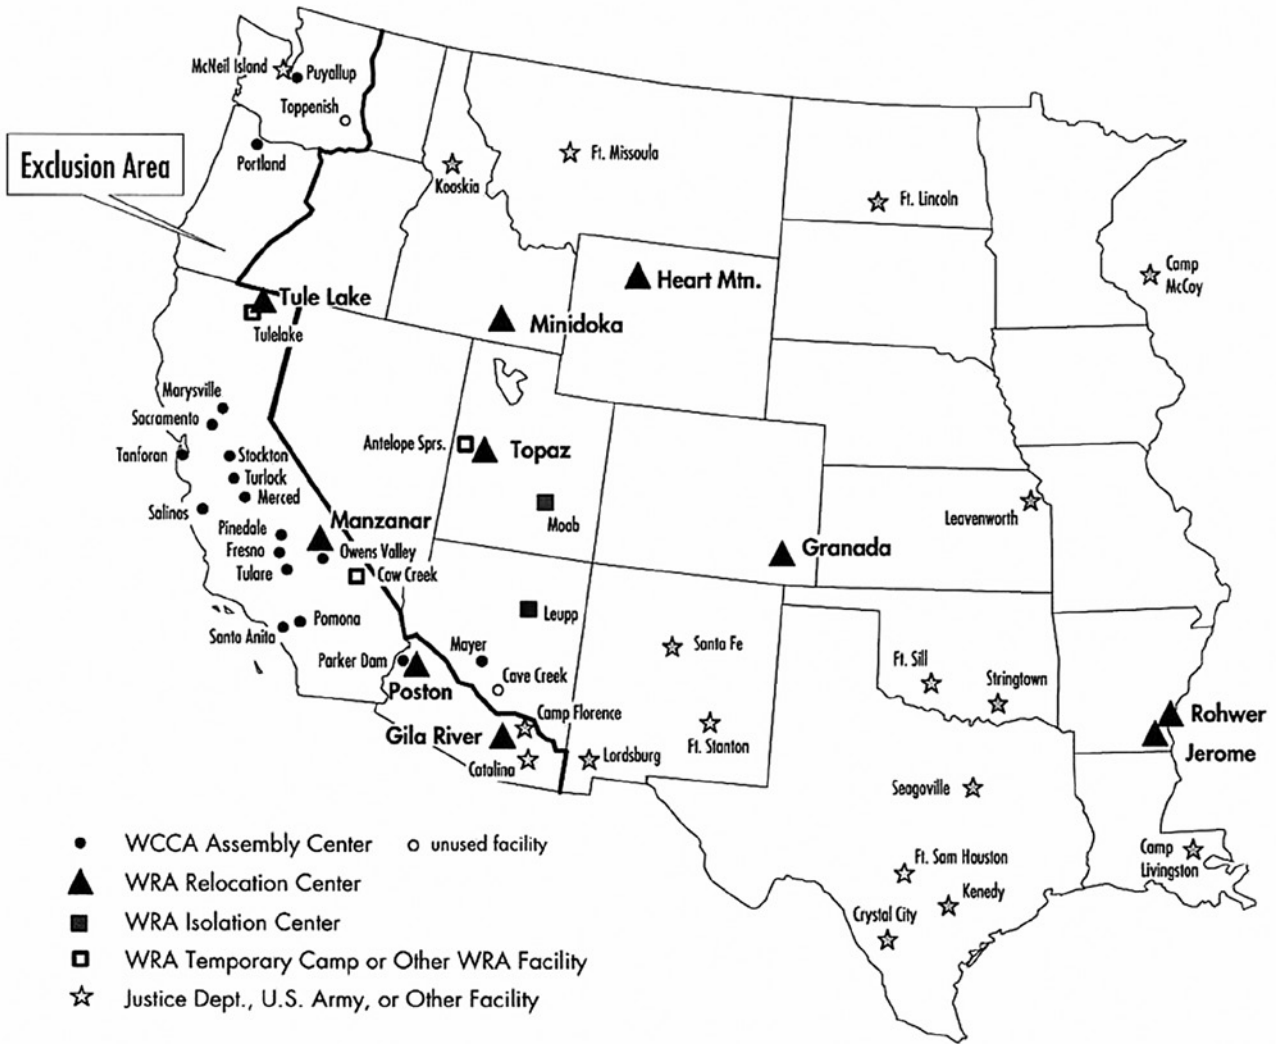 McNeil Island
Puyallup
Toppenish
Exclusion Area
Portland
Kooskia
Ft. Missoula
Ft. Lincoln
Camp
McCoy
Tule Lake
Tulelake
Minidoka
Heart Mtn.
Marysville
Sacramento
Tanforan
Stockton
Turlock
Merced
Salinas
Antelope Sprs.
Topaz
Moab
Leavenworth
Pinedale
Fresno
Tulare
Manzanar
Owens Valley
Cow Creek
Granada
Leupp
Pomona
Santa Anita
Parker Dam
Mayer
Cave Creek
Poston
Santa Fe
Ft. Sill
Stringtown
Camp Florence
Gila River
Catalina
Lordsburg
Ft. Stanton
Rohwer
Jerome
Seagoville
Ft. Sam Houston
Kenedy
Crystal City
Camp
Livingston
WCCA Assembly Center
unused facility
WRA Relocation Center
WRA Isolation Center
WRA Temporary Camp or Other WRA Facility
Justice Dept., U.S. Army, or Other Facility